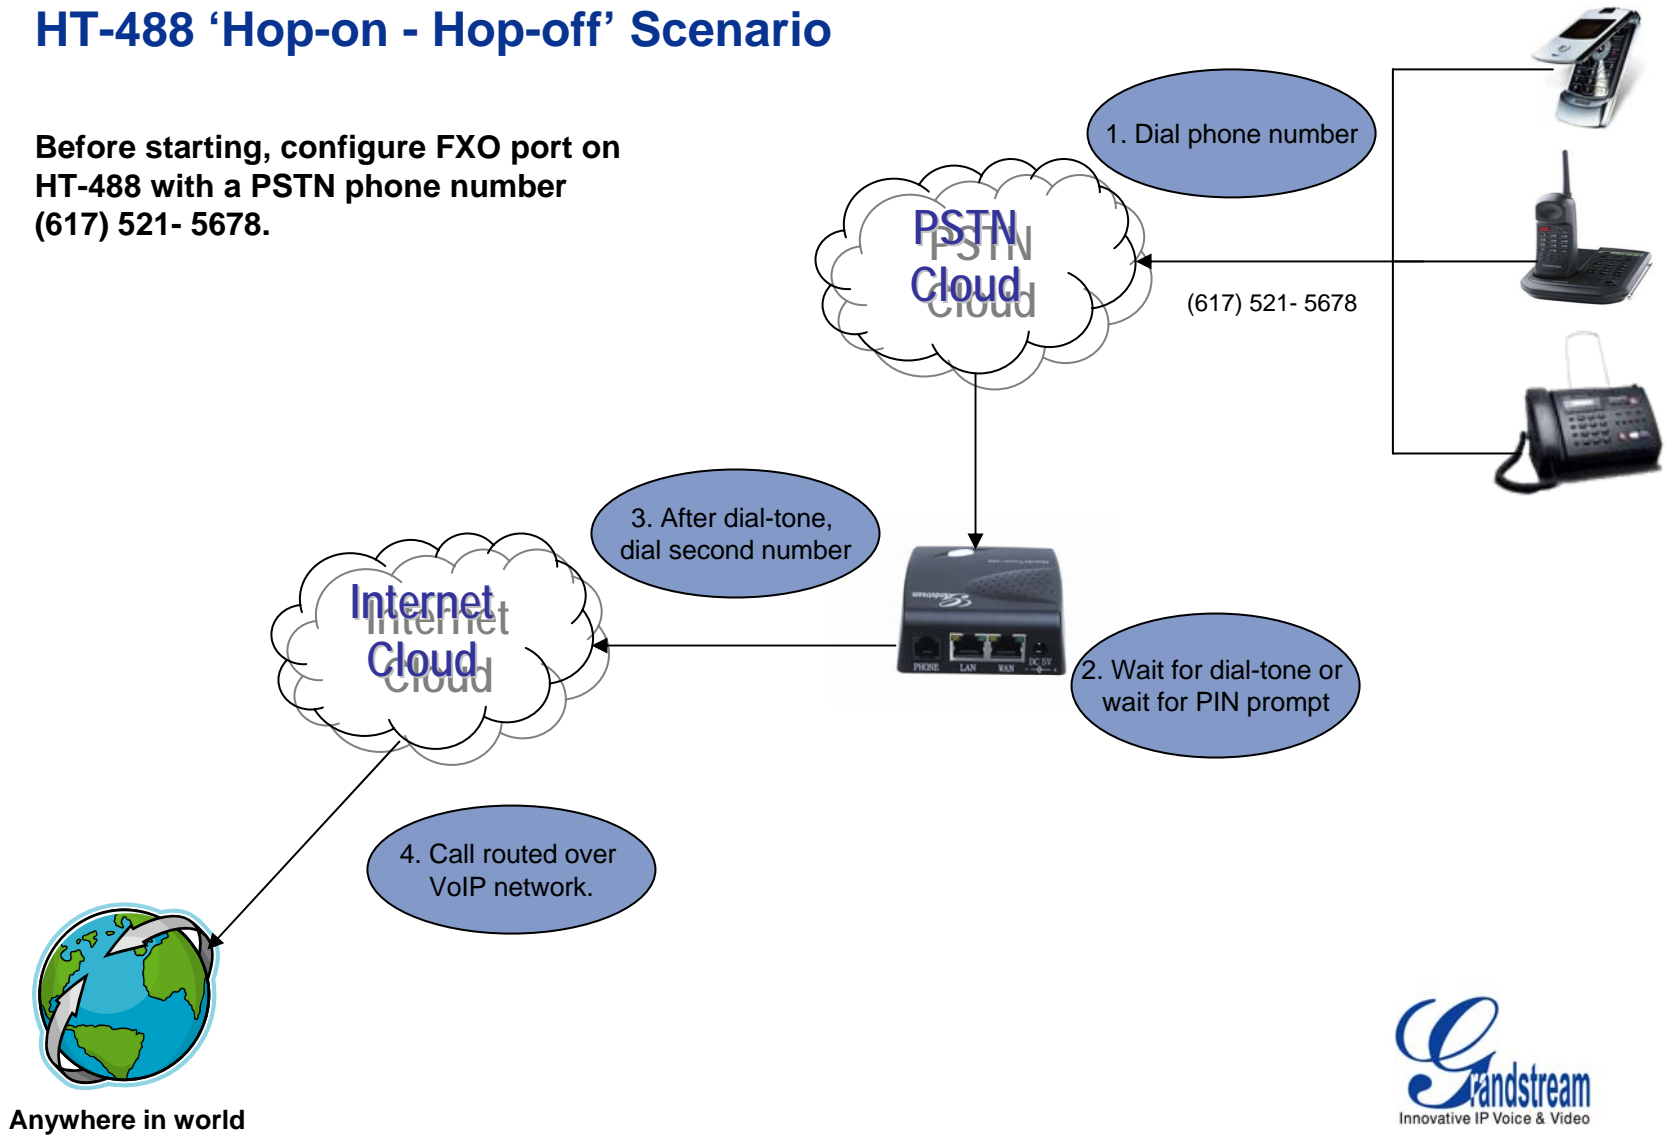 HT-488 ‘Hop-on - Hop-off’ Scenario
Before starting, configure FXO port on
HT-488 with a PSTN phone number
(617) 521- 5678.
1. Dial phone number
PSTN
Cloud
(617) 521- 5678
3. After dial-tone,
dial second number
Internet
Cloud
Grandstream
PHONE LAN WAN DC 5V
2. Wait for dial-tone or
wait for PIN prompt
4. Call routed over
VoIP network.
Anywhere in world
Grandstream
Innovative IP Voice & Video